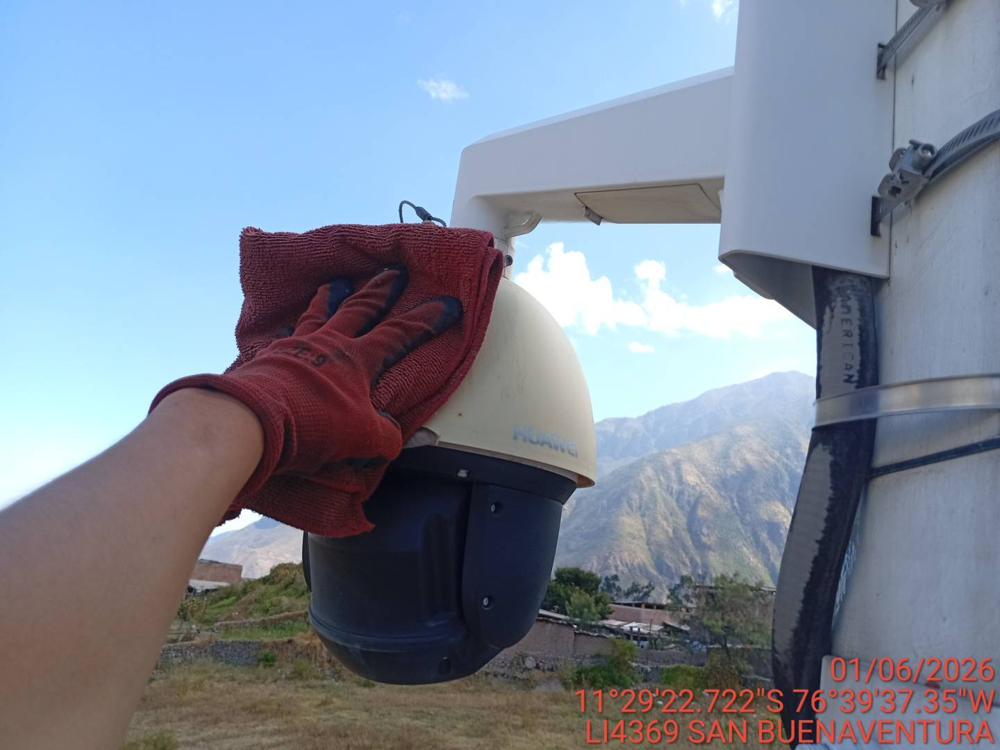 HUAWEI
AMERICAN
01/06/2026
11°29'22.722"S 76°39'37.35"W
LI4369 SAN BUENAVENTURA